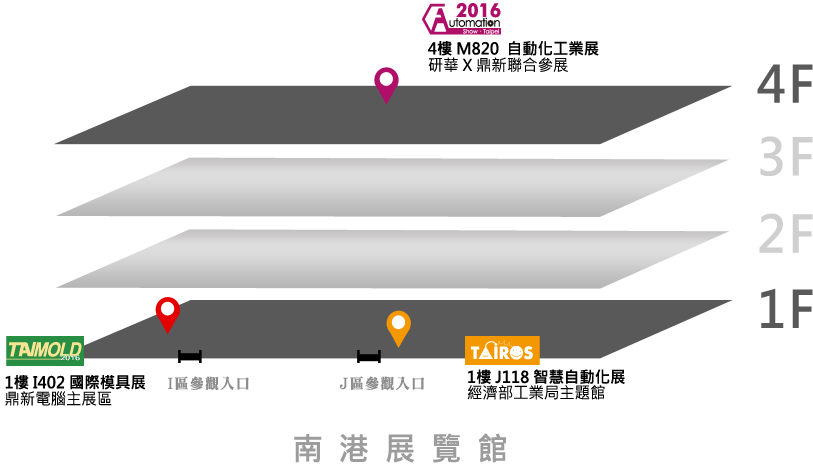 2016
Automation
Show · Taipei
4樓 M820 自動化工業展
研華 X 鼎新聯合參展
4F
3F
2F
1F
TAIMOLD
2016
1樓 I402 國際模具展
鼎新電腦主展區
I區參觀入口
J區參觀入口
TAIROS
1樓 J118 智慧自動化展
經濟部工業局主題館
南港展覽館